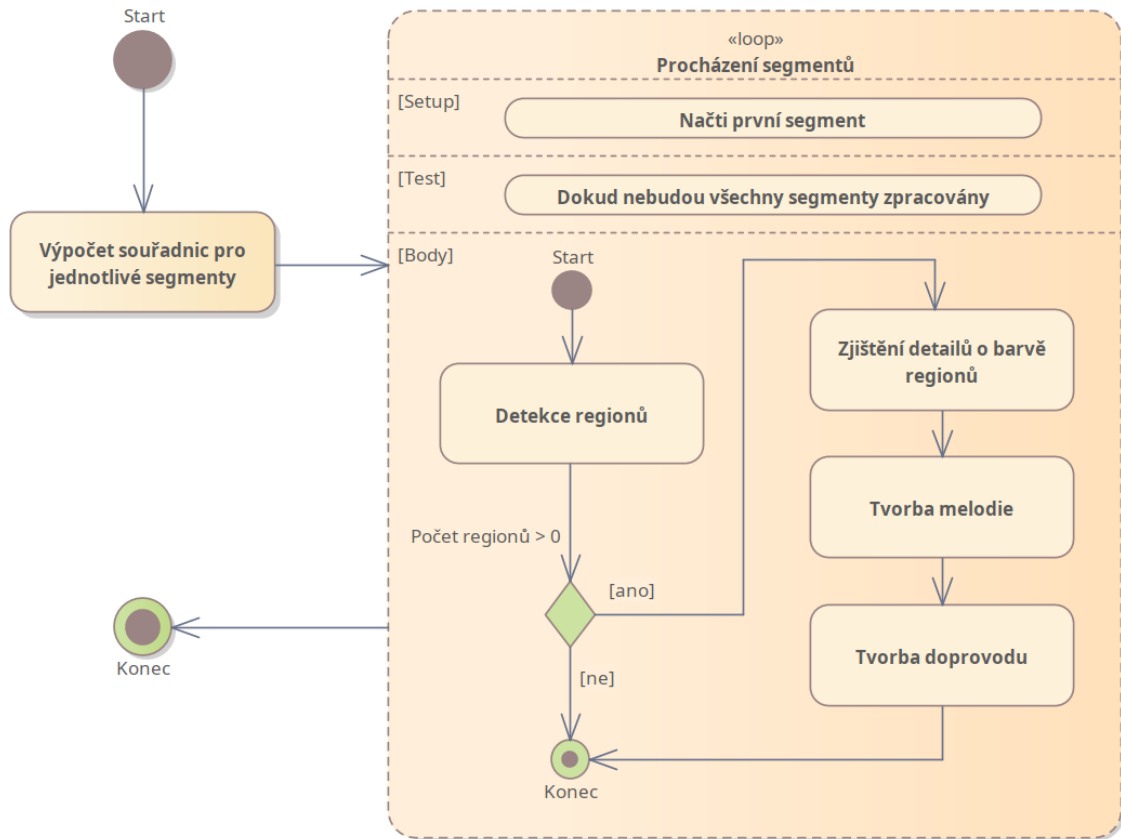 Start
«loop»
Procházení segmentů
[Setup]
Načti první segment
[Test]
Dokud nebudou všechny segmenty zpracovány
Výpočet souřadnic pro
jednotlivé segmenty
[Body]
Start
Detekce regionů
Počet regionů > 0
[ano]
[ne]
Konec
Zjištění detailů o barvě
regionů
Tvorba melodie
Tvorba doprovodu
Konec